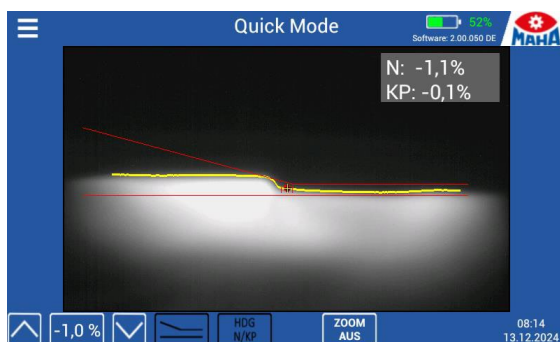 Quick Mode
52%
Software: 2.00.050 DE
MAHA
N: -1,1%
KP: -0,1%
-1,0 %
HDG
N/KP
ZOOM
AUS
08:14
13.12.2024